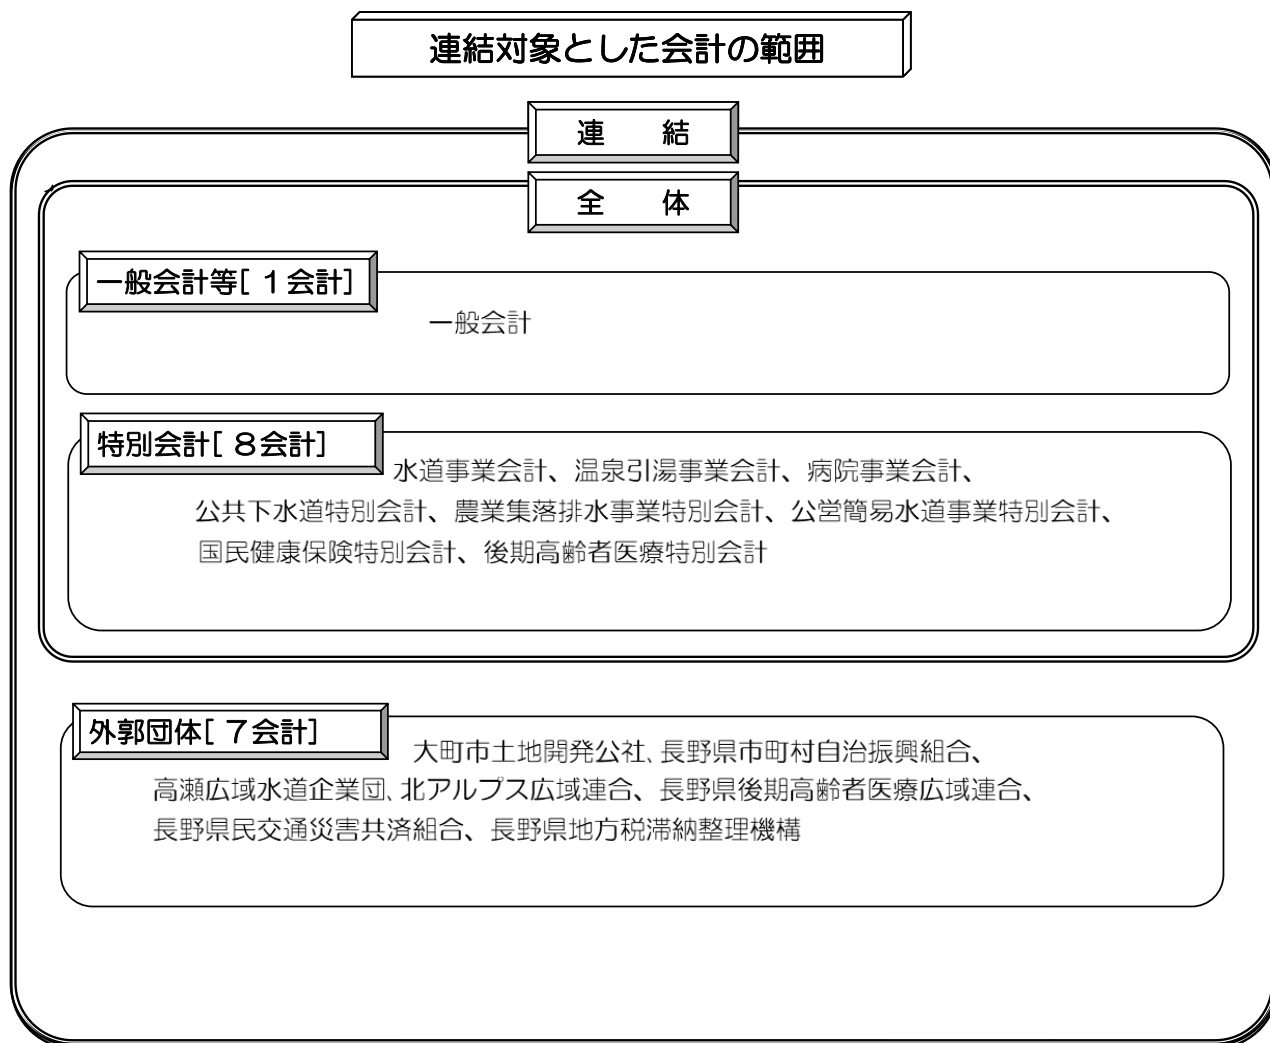 連結対象とした会計の範囲
連　　結
全　　体
一般会計等[ 1会計]
一般会計
特別会計[ 8会計]
水道事業会計、温泉引湯事業会計、病院事業会計、
公共下水道特別会計、農業集落排水事業特別会計、公営簡易水道事業特別会計、
国民健康保険特別会計、後期高齢者医療特別会計
外郭団体[ 7会計]
大町市土地開発公社、長野県市町村自治振興組合、
高瀬広域水道企業団、北アルプス広域連合、長野県後期高齢者医療広域連合、
長野県民交通災害共済組合、長野県地方税滞納整理機構